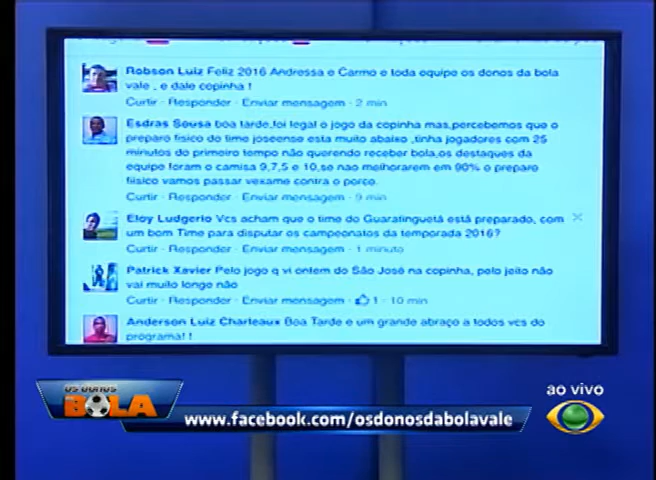 Robson Luiz Feliz 2016 Andressa e Carmo e toda equipe os donos da bola
vale , e dale copinha !
Curtir · Responder · Enviar mensagem · 2 min
Esdras Sousa boa tarde,foi legal o jogo da copinha mas,percebemos que o
preparo fisico do time joseense esta muito abaixo ,tinha jogadores com 25
minutos do primeiro tempo não querendo receber bola,os destaques da
equipe foram o camisa 9,7,5 e 10,se nao melhorarem em 90% o preparo
fíisico vamos passar vexame contra o porco.
Curtir · Responder · Enviar mensagem · 9 min
Eloy Ludgerio Vcs acham que o time do Guaratinguetá está preparado, com
um bom Time para disputar os campeonatos da temporada 2016?
Curtir · Responder · Enviar mensagem · 1 minuto
Patrick Xavier Pelo jogo q vi ontem do São José na copinha, pelo jeito não
vai muito longe não
Curtir · Responder · Enviar mensagem · 1 · 10 min
Anderson Luiz Charleaux Boa Tarde e um grande abraço a todos vcs do
programa! !
OS DONOS
DA
BOLA
www.facebook.com/osdonosdabolavale
ao vivo